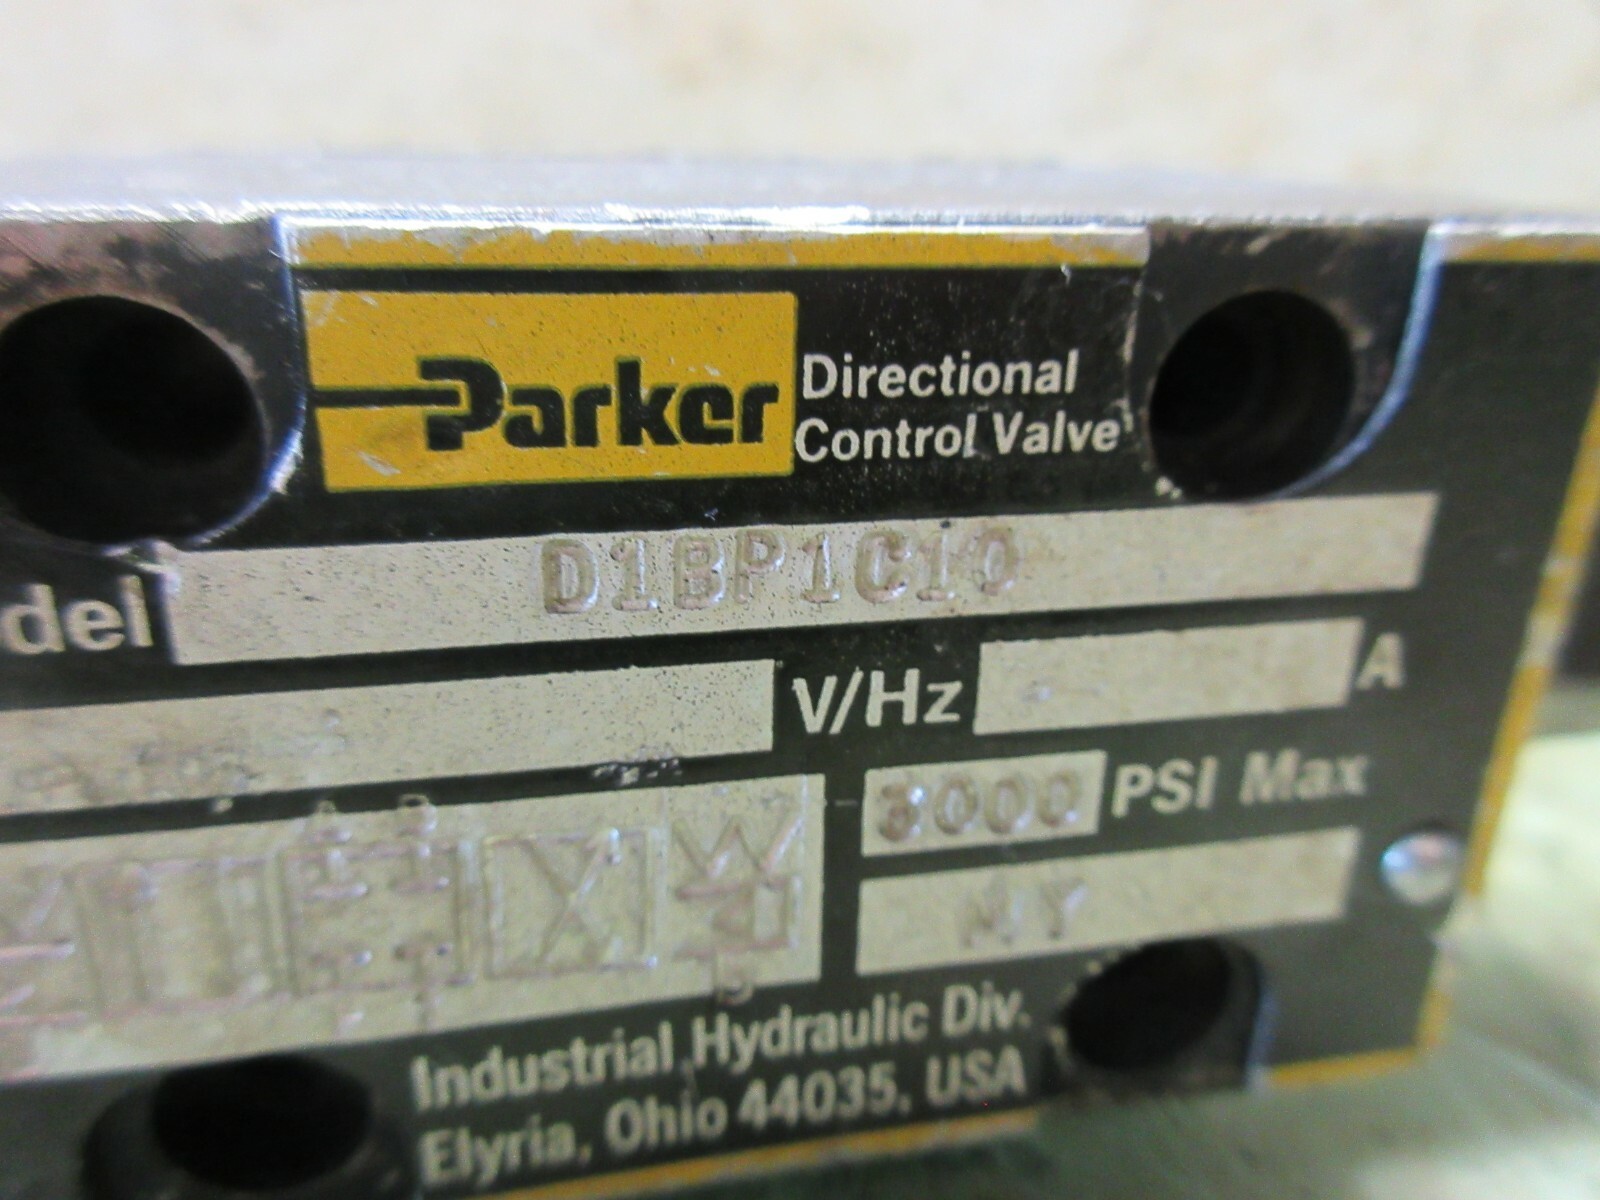 Parker
Directional
Control Valve
del
D1BP1C10
V/Hz
A
A B
3000 PSI Max
Industrial Hydraulic Div.
Elyria, Ohio 44035, USA